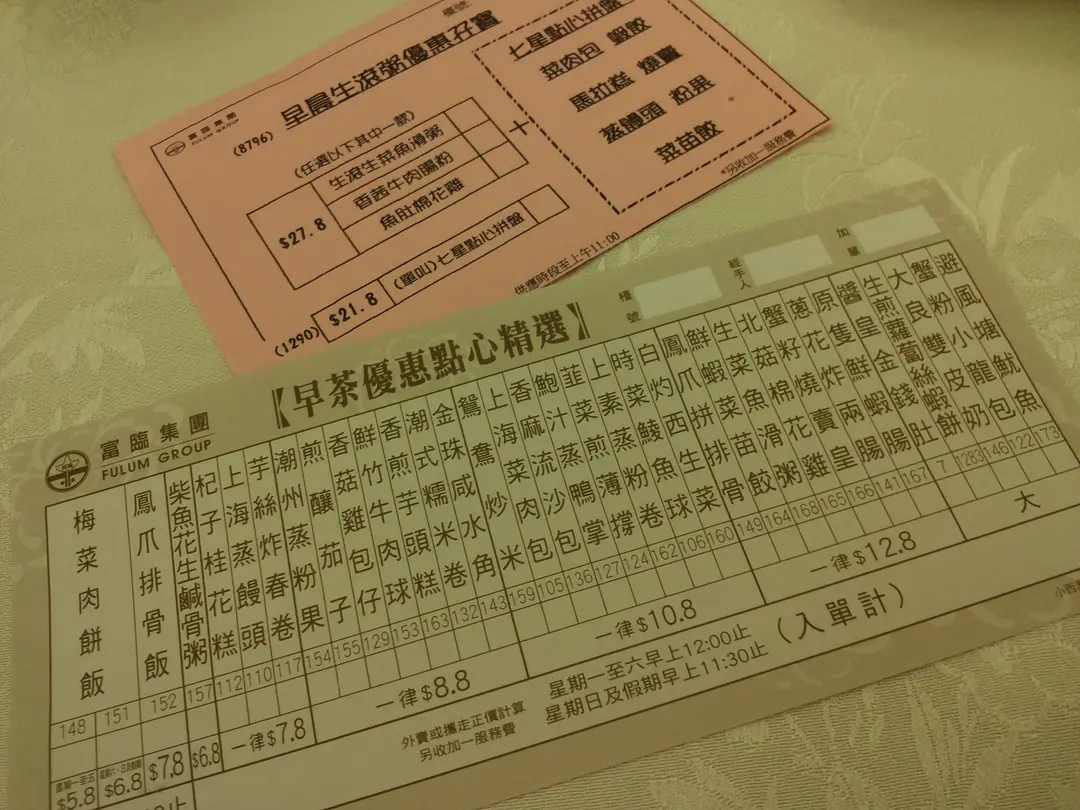 富臨集團
FULUM GROUP
檯號:
(8796) 早晨生滾粥優惠孖寶
(任選以下其中一款)
$27.8
生滾生菜魚滑粥
香茜牛肉腸粉
魚肚棉花雞
+
七星點心拼盤
菜肉包 蝦餃
馬拉糕 燒賣
蒸饅頭 粉果
菜苗餃
*另收加一服務費
(1290) $21.8 (單叫)七星點心拼盤
供應時段至上午11:00
富臨集團
FULUM GROUP
【早茶優惠點心精選】
檯號
經手人
加單
避風塘魷魚 173
蟹粉小龍包 122
大良雙皮奶 146
生煎蘿蔔絲蝦餅 1283
醬皇金錢肚 7
原隻鮮蝦腸 167
蔥花炸兩腸 141
蟹籽燒賣皇 166
北菇棉花雞 165
生菜魚滑粥 168
鮮蝦菜苗餃 164
鳳爪拼排骨 149
白灼西生菜 160
時菜鯪魚球 106
上素蒸粉卷 162
韮菜煎薄撐 124
鮑汁蒸鴨掌 127
香麻流沙包 136
上海菜肉包 105
鴛鴦炒米 159
金珠咸水角 143
潮式糯米卷 132
香煎芋頭糕 163
鮮竹牛肉球 153
香菇雞包仔 129
煎釀茄子 155
潮州蒸粉果 154
芋絲炸春卷 117
上海蒸饅頭 110
杞子桂花糕 112
柴魚花生鹹骨粥 157
鳳爪排骨飯 152
梅菜肉餅飯 148 151
大
一律$12.8
一律$10.8
一律$8.8
一律$7.8
$6.8
$7.8
$6.8
星期一至五 $5.8
外賣或攜走正價計算
另收加一服務費
星期一至六早上12:00止
星期日及假期早上11:30止
(入單計)